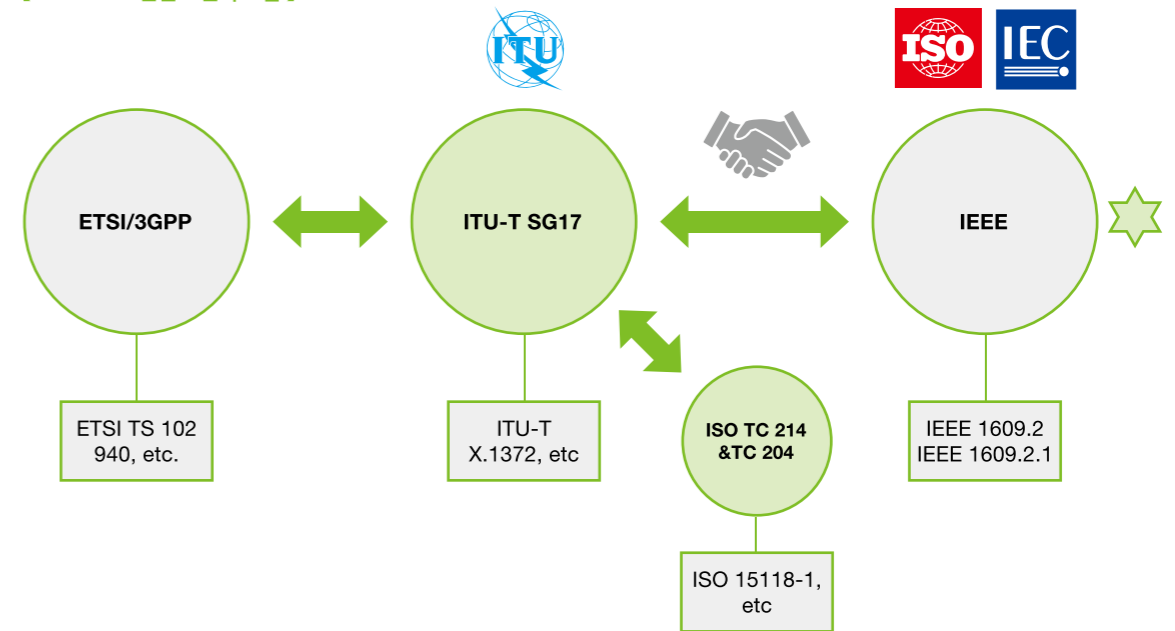 ITU
ISO
IEC
ETSI/3GPP
ITU-T SG17
IEEE
ETSI TS 102
940, etc.
ITU-T
X.1372, etc
ISO TC 214
&TC 204
IEEE 1609.2
IEEE 1609.2.1
ISO 15118-1,
etc